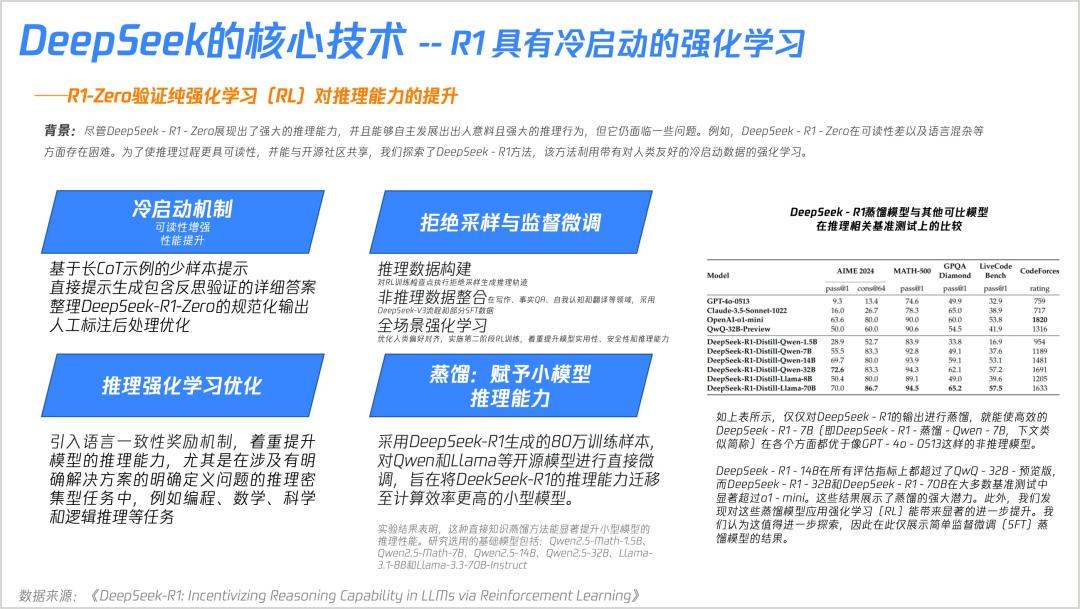 DeepSeek的核心技术 -- R1具有冷启动的强化学习
——R1-Zero验证纯强化学习（RL）对推理能力的提升
背景：尽管DeepSeek - R1 - Zero展现出了强大的推理能力，并且能够自主发展出出人意料且强大的推理行为，但它仍面临一些问题。例如，DeepSeek - R1 - Zero在可读性差以及语言混杂等
方面存在困难。为了使推理过程更具可读性，并能与开源社区共享，我们探索了DeepSeek - R1方法，该方法利用带有对人类友好的冷启动数据的强化学习。
冷启动机制
可读性增强
性能提升
基于长CoT示例的少样本提示
直接提示生成包含反思验证的详细答案
整理DeepSeek-R1-Zero的规范化输出
人工标注后处理优化
拒绝采样与监督微调
推理数据构建
对RL训练检查点执行拒绝采样生成推理轨迹
非推理数据整合在写作、事实QA、自我认知和翻译等领域，采用
DeepSeek-V3流程和部分SFT数据
全场景强化学习
优化人类偏好对齐，实施第二阶段RL训练，着重提升模型实用性、安全性和推理能力
推理强化学习优化
引入语言一致性奖励机制，着重提升
模型的推理能力，尤其是在涉及有明
确解决方案的明确定义问题的推理密
集型任务中，例如编程、数学、科学
和逻辑推理等任务
蒸馏：赋予小模型
推理能力
采用DeepSeek-R1生成的80万训练样本，
对Qwen和Llama等开源模型进行直接微
调，旨在将DeekSeek-R1的推理能力迁移
至计算效率更高的小型模型。
实验结果表明，这种直接知识蒸馏方法能显著提升小型模型的
推理性能。研究选用的基础模型包括：Qwen2.5-Math-1.5B、
Qwen2.5-Math-7B、Qwen2.5-14B、Qwen2.5-32B、Llama-
3.1-8B和Llama-3.3-70B-Instruct
DeepSeek - R1蒸馏模型与其他可比模型
在推理相关基准测试上的比较
Model AIME 2024 MATH-500 GPQA Diamond LiveCode Bench CodeForces
pass@1 cons@64 pass@1 pass@1 pass@1 rating
GPT-4o-0513 9.3 13.4 74.6 49.9 32.9 759
Claude-3.5-Sonnet-1022 16.0 26.7 78.3 65.0 38.9 717
OpenAI-o1-mini 63.6 80.0 90.0 60.0 53.8 1820
QwQ-32B-Preview 50.0 60.0 90.6 54.5 41.9 1316
DeepSeek-R1-Distill-Qwen-1.5B 28.9 52.7 83.9 33.8 16.9 954
DeepSeek-R1-Distill-Qwen-7B 55.5 83.3 92.8 49.1 37.6 1189
DeepSeek-R1-Distill-Qwen-14B 69.7 80.0 93.9 59.1 53.1 1481
DeepSeek-R1-Distill-Qwen-32B 72.6 83.3 94.3 62.1 57.2 1691
DeepSeek-R1-Distill-Llama-8B 50.4 80.0 89.1 49.0 39.6 1205
DeepSeek-R1-Distill-Llama-70B 70.0 86.7 94.5 65.2 57.5 1633
如上表所示，仅仅对DeepSeek - R1的输出进行蒸馏，就能使高效的
DeepSeek - R1 - 7B（即DeepSeek - R1 - 蒸馏 - Qwen - 7B，下文类
似简称）在各个方面都优于像GPT - 4o - 0513这样的非推理模型。
DeepSeek - R1 - 14B在所有评估指标上都超过了QwQ - 32B - 预览版，
而DeepSeek - R1 - 32B和DeepSeek - R1 - 70B在大多数基准测试中
显著超过o1 - mini。这些结果展示了蒸馏的强大潜力。此外，我们发
现对这些蒸馏模型应用强化学习（RL）能带来显著的进一步提升。我
们认为这值得进一步探索，因此在此仅展示简单监督微调（SFT）蒸
馏模型的结果。
数据来源：《DeepSeek-R1: Incentivizing Reasoning Capability in LLMs via Reinforcement Learning》